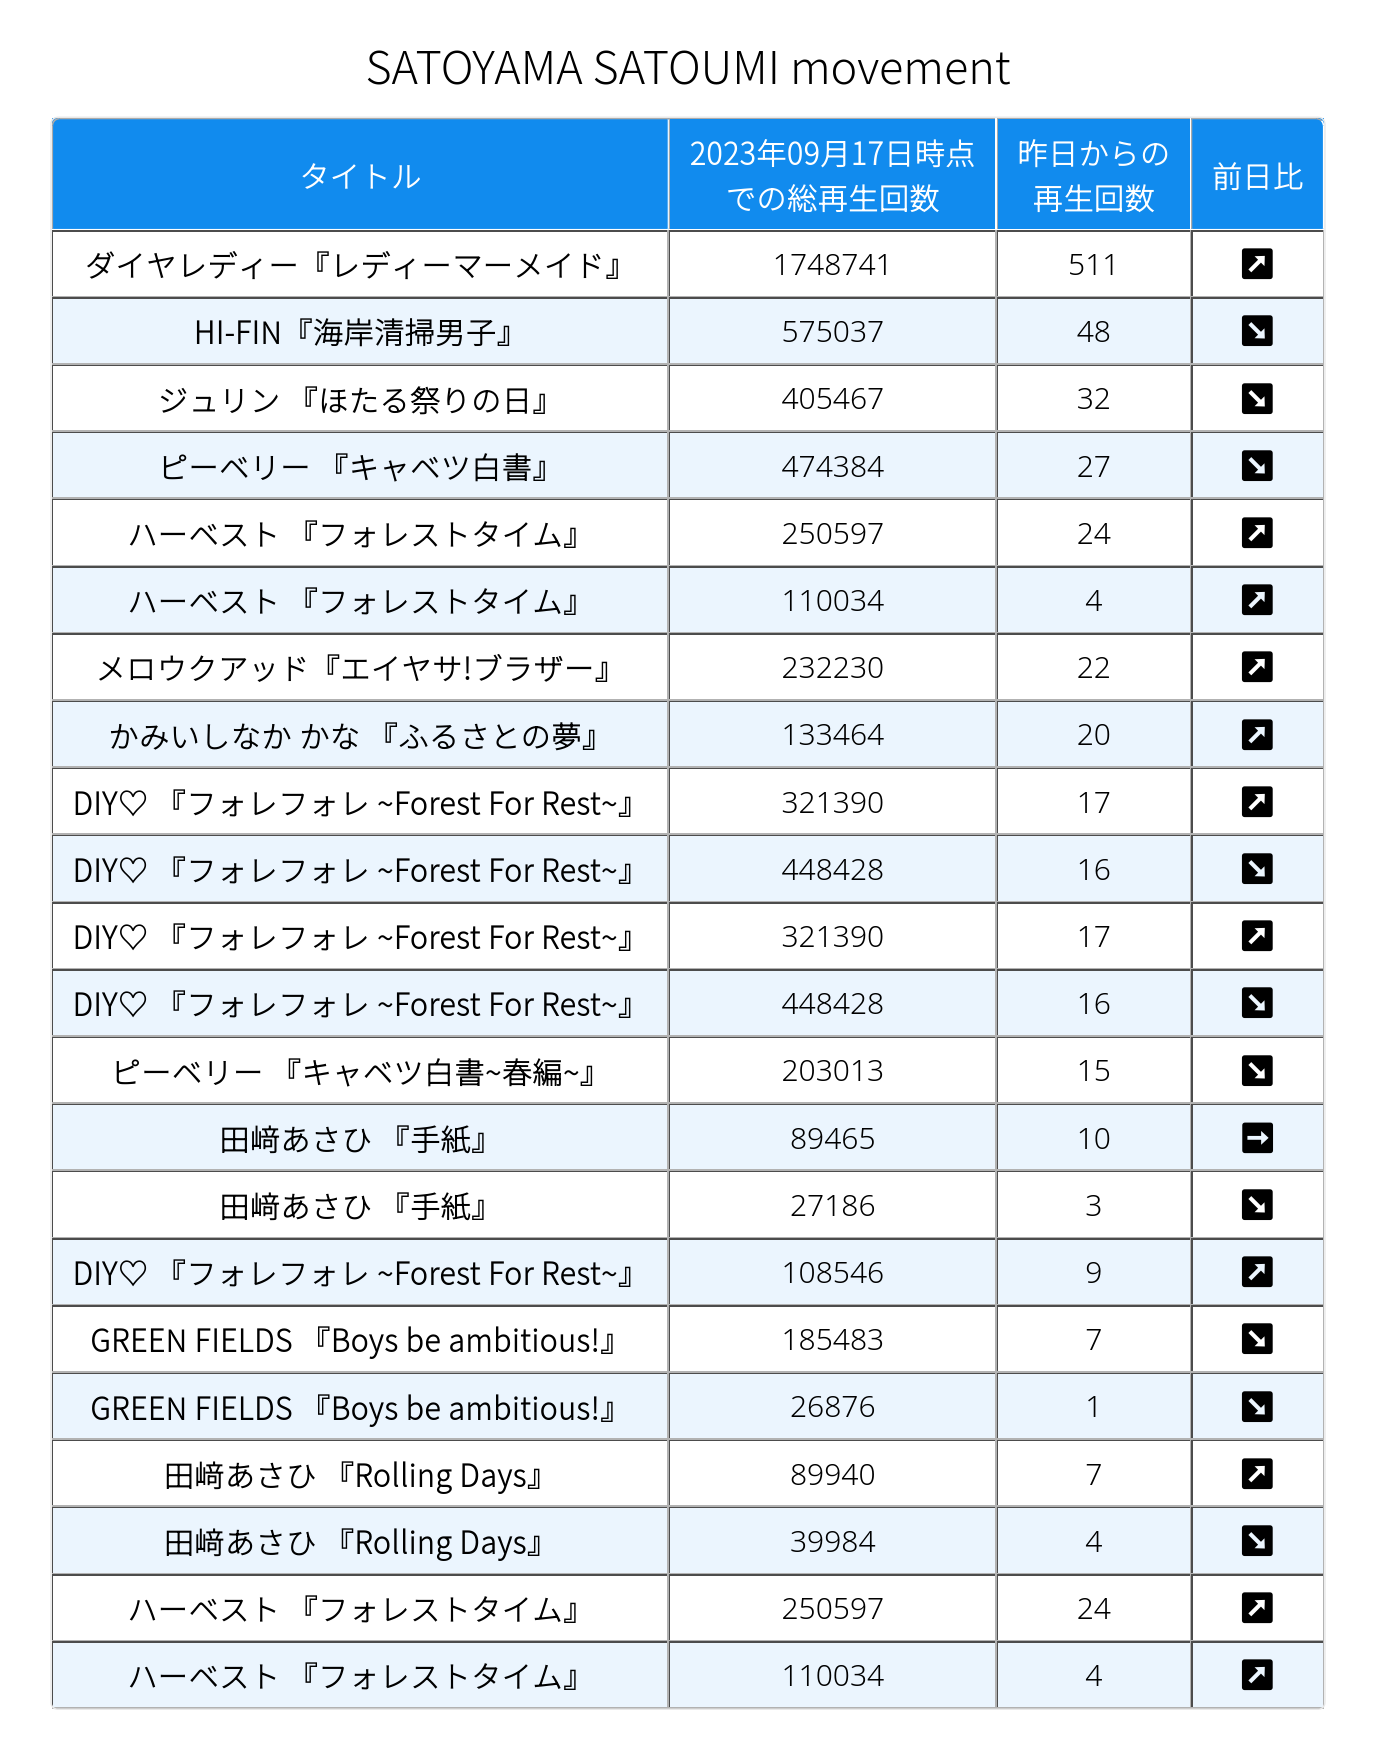 SATOYAMA SATOUMI movement
タイトル 2023年09月17日時点での総再生回数 昨日からの再生回数 前日比
ダイヤレディー『レディーマーメイド』 1748741 511 ↗
HI-FIN『海岸清掃男子』 575037 48 ↘
ジュリン 『ほたる祭りの日』 405467 32 ↘
ピーベリー 『キャベツ白書』 474384 27 ↘
ハーベスト 『フォレストタイム』 250597 24 ↗
ハーベスト 『フォレストタイム』 110034 4 ↗
メロウクアッド『エイヤサ!ブラザー』 232230 22 ↗
かみいしなか かな 『ふるさとの夢』 133464 20 ↗
DIY♡ 『フォレフォレ ~Forest For Rest~』 321390 17 ↗
DIY♡ 『フォレフォレ ~Forest For Rest~』 448428 16 ↘
DIY♡ 『フォレフォレ ~Forest For Rest~』 321390 17 ↗
DIY♡ 『フォレフォレ ~Forest For Rest~』 448428 16 ↘
ピーベリー 『キャベツ白書~春編~』 203013 15 ↘
田﨑あさひ 『手紙』 89465 10 →
田﨑あさひ 『手紙』 27186 3 ↘
DIY♡ 『フォレフォレ ~Forest For Rest~』 108546 9 ↗
GREEN FIELDS 『Boys be ambitious!』 185483 7 ↘
GREEN FIELDS 『Boys be ambitious!』 26876 1 ↘
田﨑あさひ 『Rolling Days』 89940 7 ↗
田﨑あさひ 『Rolling Days』 39984 4 ↘
ハーベスト 『フォレストタイム』 250597 24 ↗
ハーベスト 『フォレストタイム』 110034 4 ↗